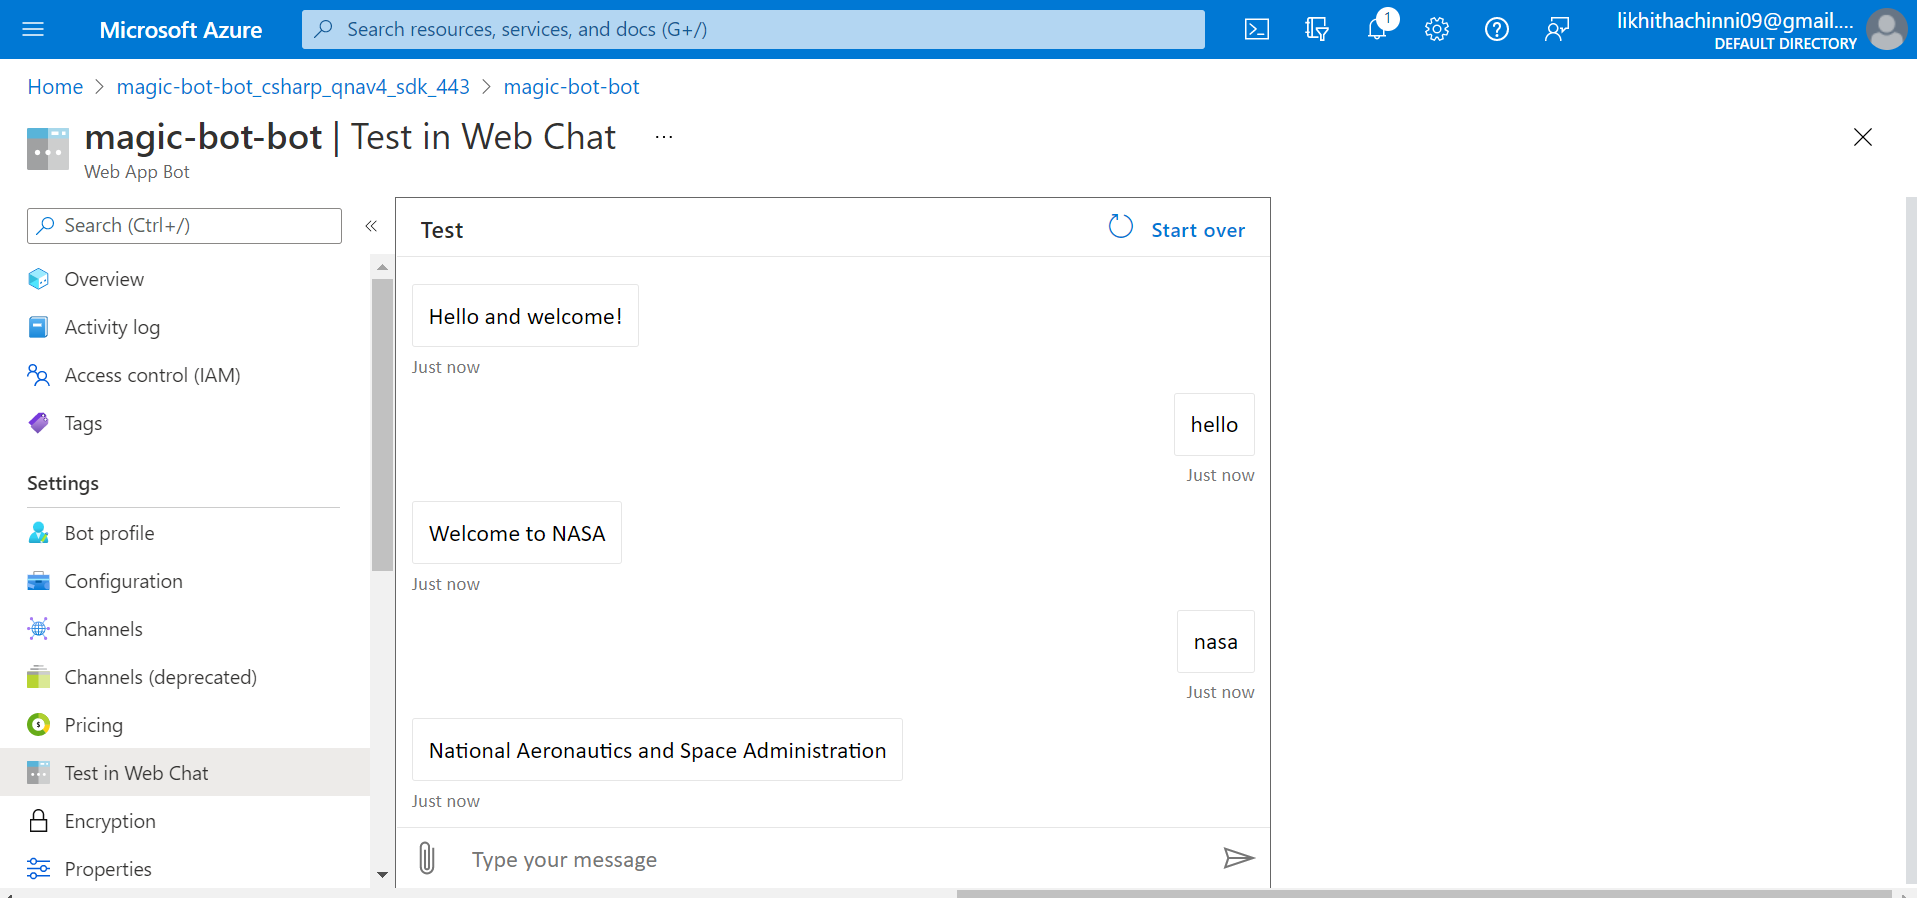 Microsoft Azure
Search resources, services, and docs (G+/)
1
likhithachinni09@gmail....
DEFAULT DIRECTORY
Home > magic-bot-bot_csharp_qnav4_sdk_443 > magic-bot-bot
magic-bot-bot | Test in Web Chat ...
Web App Bot
Search (Ctrl+/)
«
Overview
Activity log
Access control (IAM)
Tags
Settings
Bot profile
Configuration
Channels
Channels (deprecated)
Pricing
Test in Web Chat
Encryption
Properties
Test
Start over
Hello and welcome!
Just now
hello
Just now
Welcome to NASA
Just now
nasa
Just now
National Aeronautics and Space Administration
Just now
Type your message